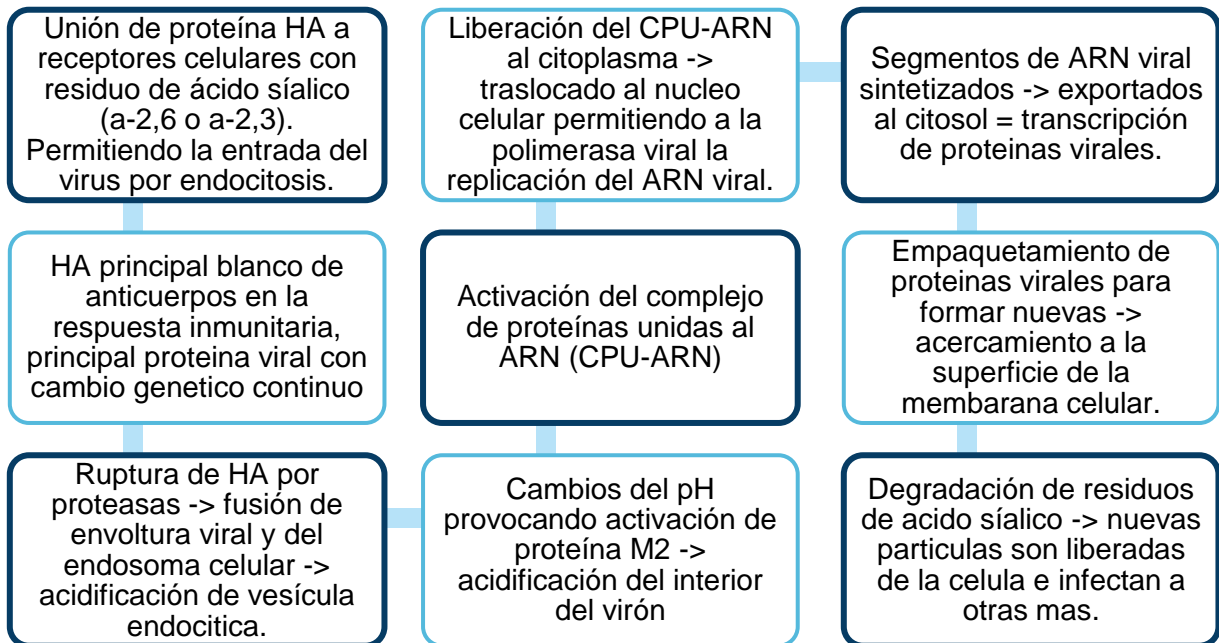 Unión de proteína HA a
receptores celulares con
residuo de ácido síalico
(a-2,6 o a-2,3).
Permitiendo la entrada del
virus por endocitosis.
HA principal blanco de
anticuerpos en la
respuesta inmunitaria,
principal proteina viral con
cambio genetico continuo
Ruptura de HA por
proteasas -> fusión de
envoltura viral y del
endosoma celular ->
acidificación de vesícula
endocitica.
Cambios del pH
provocando activación de
proteína M2 ->
acidificación del interior
del virón
Activación del complejo
de proteínas unidas al
ARN (CPU-ARN)
Liberación del CPU-ARN
al citoplasma ->
traslocado al nucleo
celular permitiendo a la
polimerasa viral la
replicación del ARN viral.
Segmentos de ARN viral
sintetizados -> exportados
al citosol = transcripción
de proteinas virales.
Empaquetamiento de
proteinas virales para
formar nuevas ->
acercamiento a la
superficie de la
membarana celular.
Degradación de residuos
de acido síalico -> nuevas
particulas son liberadas
de la celula e infectan a
otras mas.